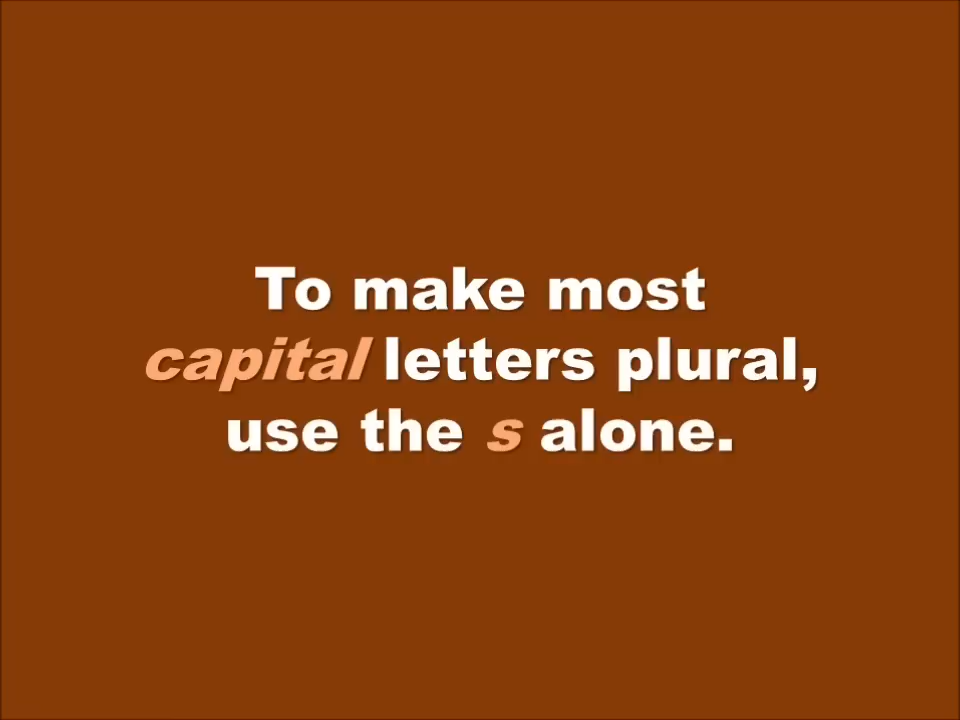 To make most
capital letters plural,
use the s alone.